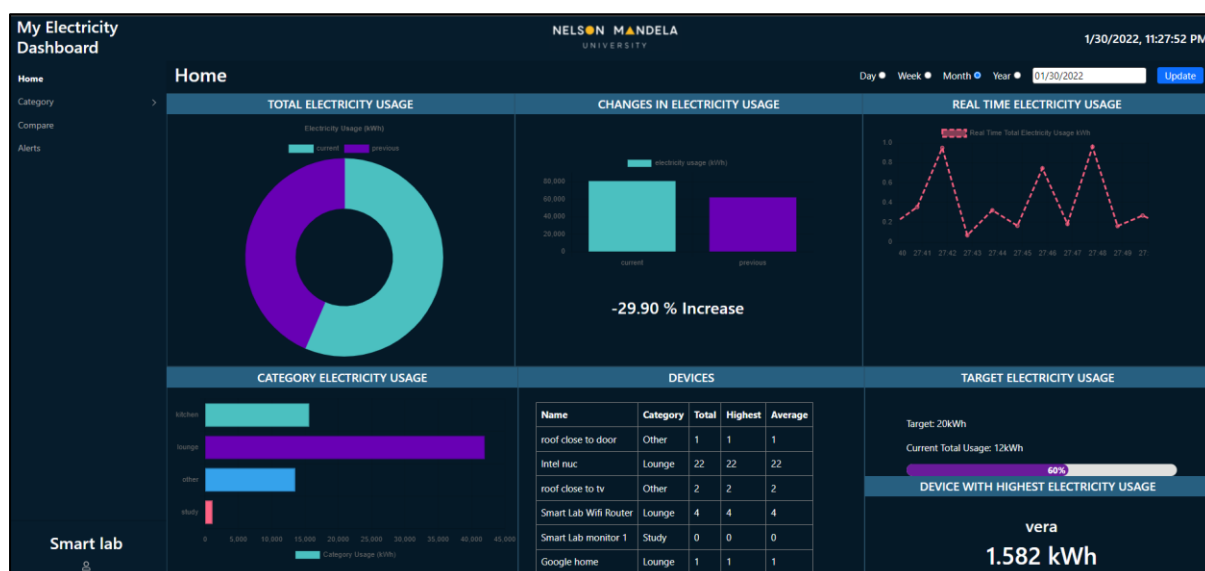 My Electricity
Dashboard
NELSON MANDELA
UNIVERSITY
1/30/2022, 11:27:52 PM
Home
Category
Compare
Alerts
Home
Day Week Month Year 01/30/2022 Update
TOTAL ELECTRICITY USAGE
Electricity Usage (kWh)
current previous
CHANGES IN ELECTRICITY USAGE
electricity usage (kWh)
80,000
60,000
40,000
20,000
0
current previous
-29.90 % Increase
REAL TIME ELECTRICITY USAGE
Real Time Total Electricity Usage kWh
1.0
0.8
0.6
0.4
0.2
0
40 27:41 27:42 27:43 27:44 27:45 27:46 27:47 27:48 27:49 27:
CATEGORY ELECTRICITY USAGE
kitchen
lounge
other
study
0 5,000 10,000 15,000 20,000 25,000 30,000 35,000 40,000 45,000
Category Usage (kWh)
DEVICES
Name Category Total Highest Average
roof close to door Other 1 1 1
Intel nuc Lounge 22 22 22
roof close to tv Other 2 2 2
Smart Lab Wifi Router Lounge 4 4 4
Smart Lab monitor 1 Study 0 0 0
Google home Lounge 1 1 1
TARGET ELECTRICITY USAGE
Target: 20kWh
Current Total Usage: 12kWh
60%
DEVICE WITH HIGHEST ELECTRICITY USAGE
vera
1.582 kWh
Smart lab